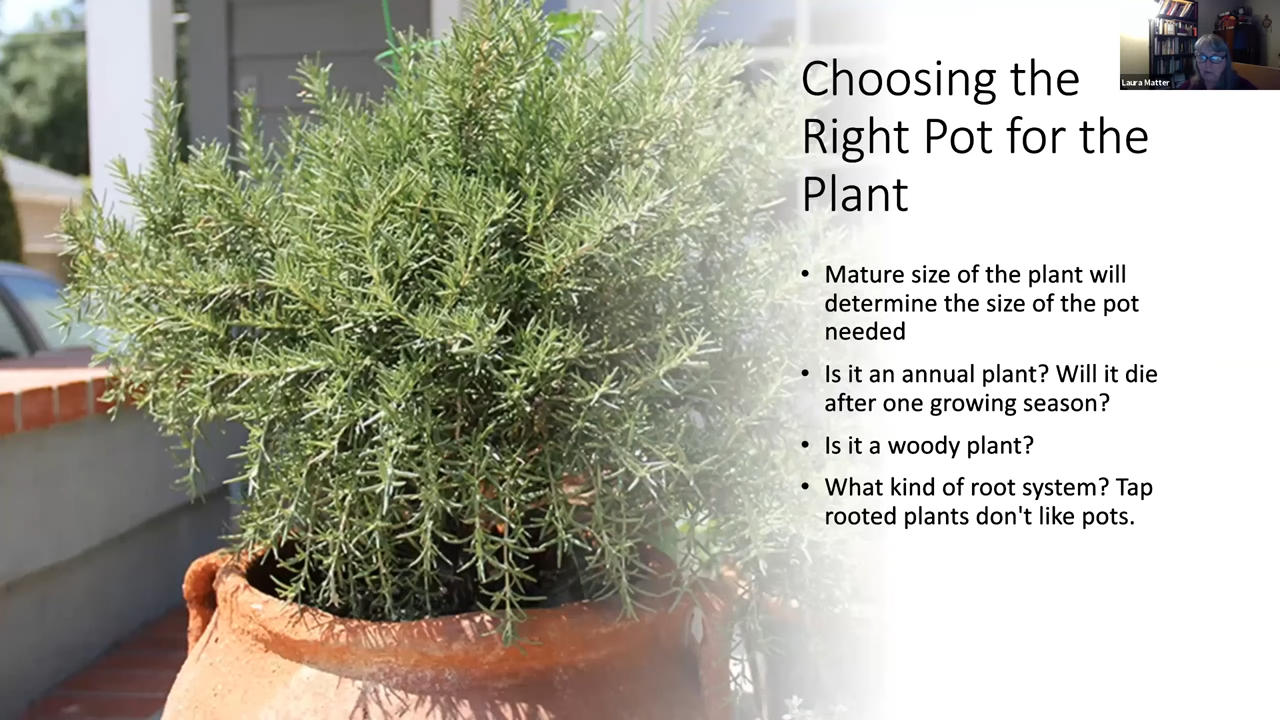 Choosing the
Right Pot for the
Plant
Laura Matter
• Mature size of the plant will
determine the size of the pot
needed
• Is it an annual plant? Will it die
after one growing season?
• Is it a woody plant?
• What kind of root system? Tap
rooted plants don't like pots.